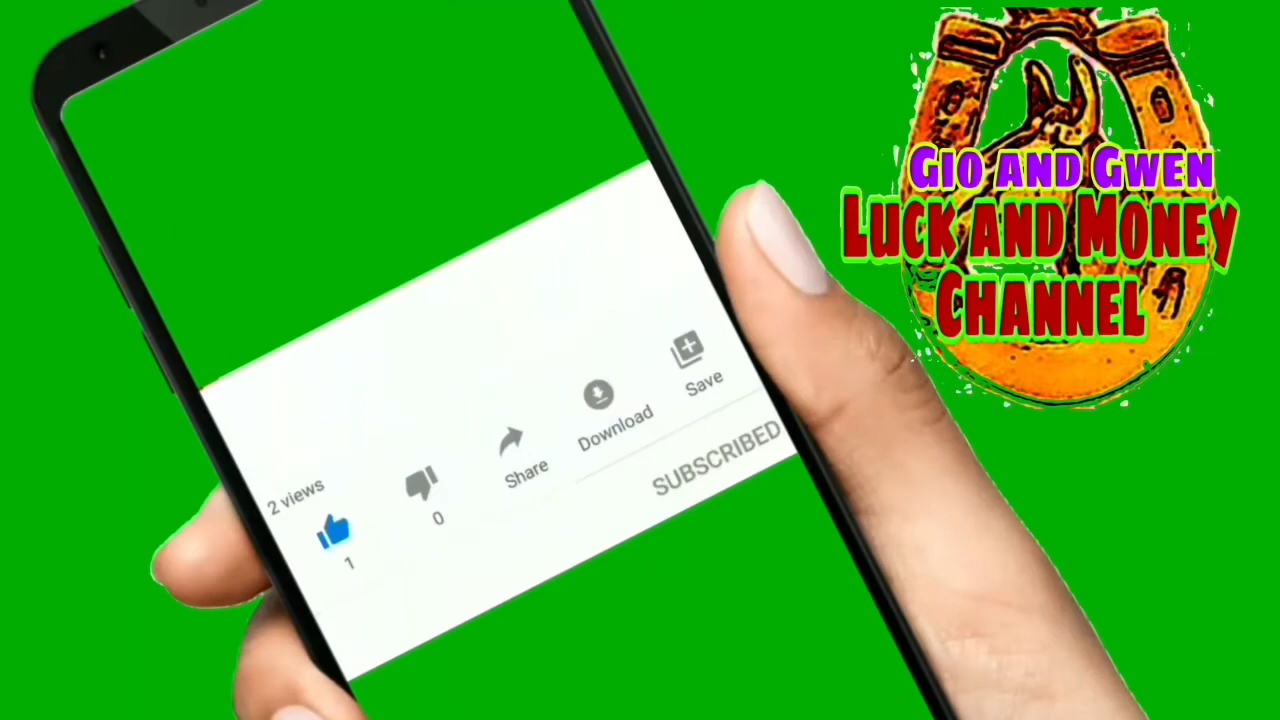 Gio and Gwen
Luck and Money
Channel
2 views
1
0
Share
Download
Save
SUBSCRIBED